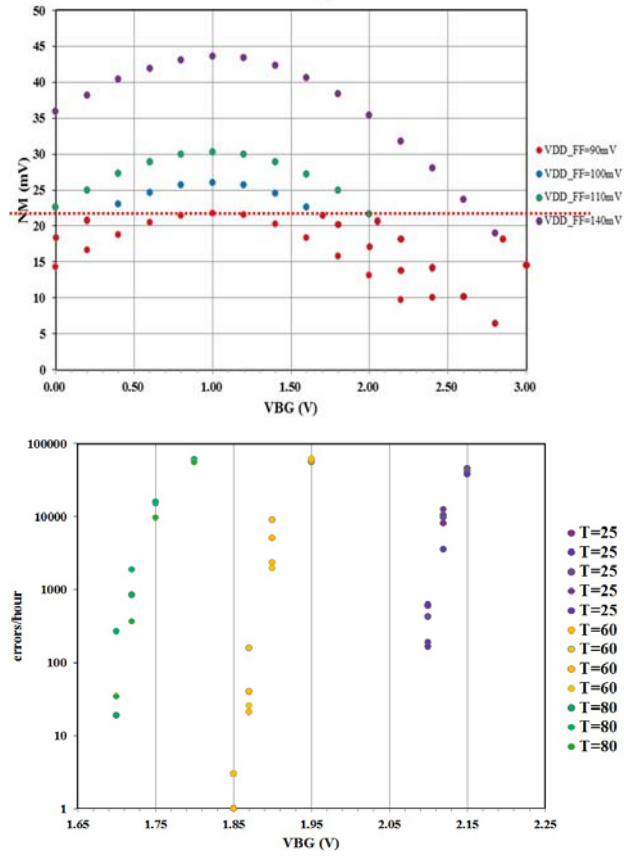 50
45
40
35
30
25
20
15
10
5
0
NM (mV)
0.00 0.50 1.00 1.50 2.00 2.50 3.00
VBG (V)
VDD_FF=90mV
VDD_FF=100mV
VDD_FF=110mV
VDD_FF=140mV
100000
10000
1000
100
10
1
errors/hour
1.65 1.75 1.85 1.95 2.05 2.15 2.25
VBG (V)
T=25
T=25
T=25
T=25
T=25
T=60
T=60
T=60
T=60
T=80
T=80
T=80